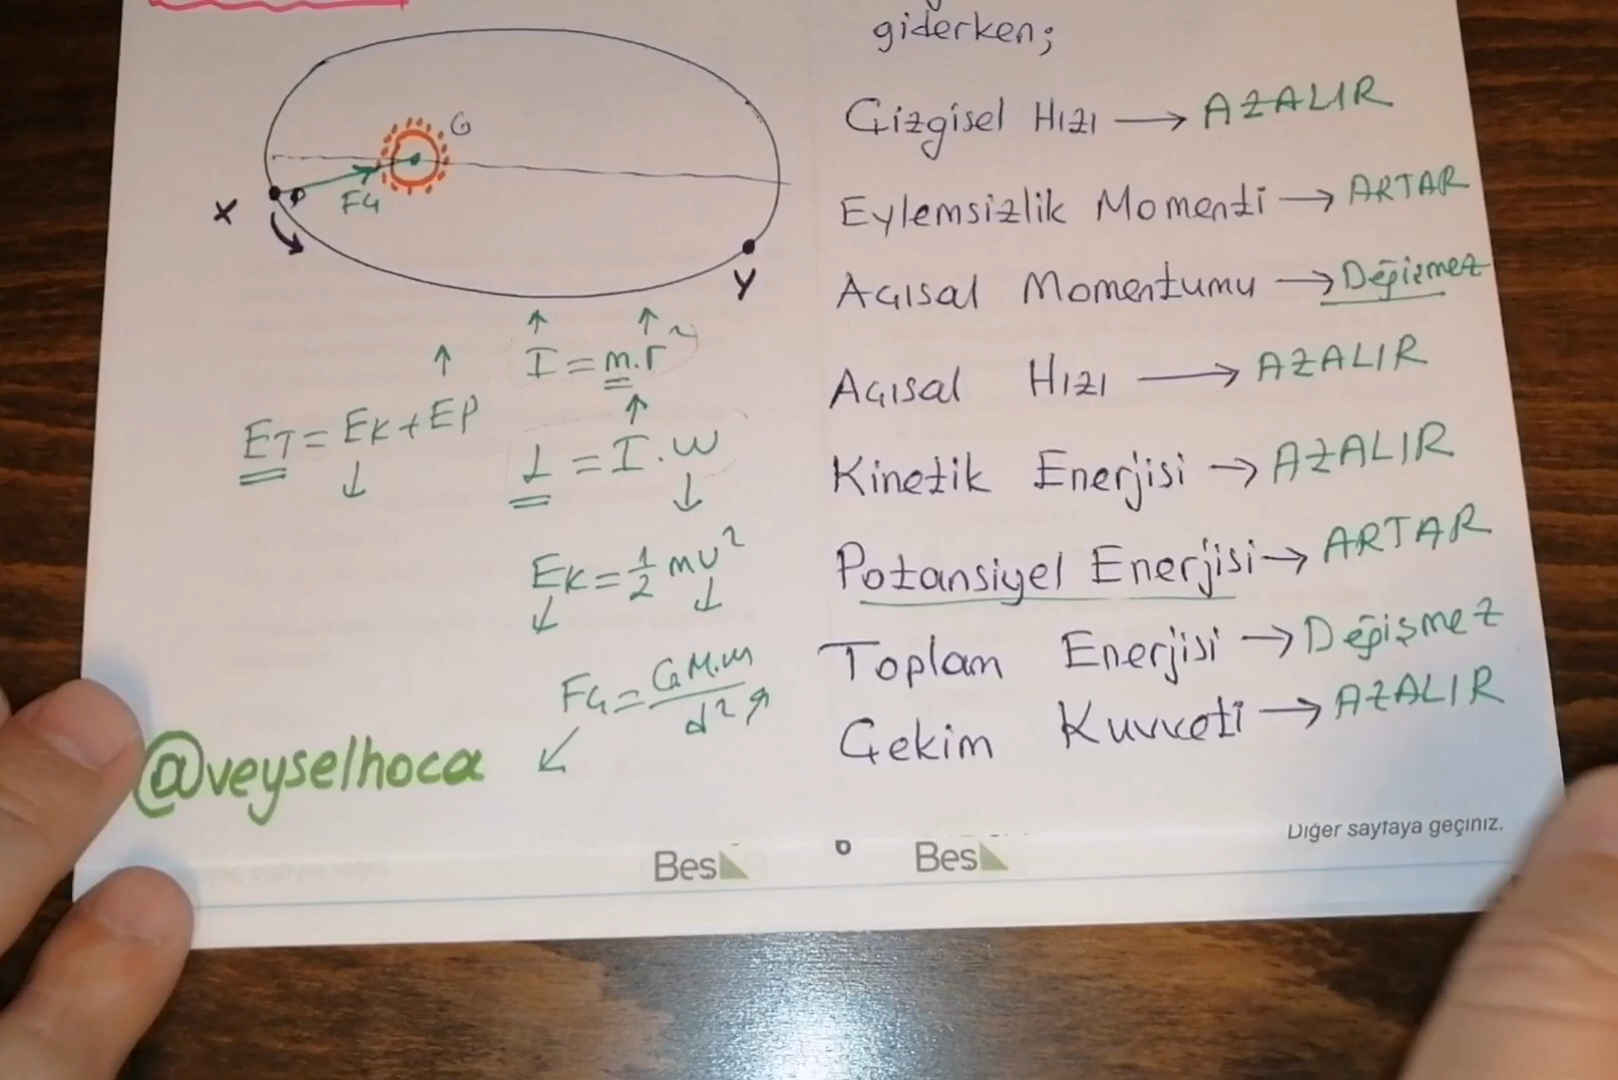 G
FG
X
Y
I = m.r²
ET = EK + EP
L = I.w
EK = 1/2 mv²
FG = G M.m / d²
@veyselhoca
giderken;
Çizgisel Hızı → AZALIR
Eylemsizlik Momenti → ARTAR
Açısal Momentumu → Değişmez
Açısal Hızı → AZALIR
Kinetik Enerjisi → AZALIR
Potansiyel Enerjisi → ARTAR
Toplam Enerjisi → Değişmez
Çekim Kuvveti → AZALIR
Diğer sayfaya geçiniz.
Bes Bes